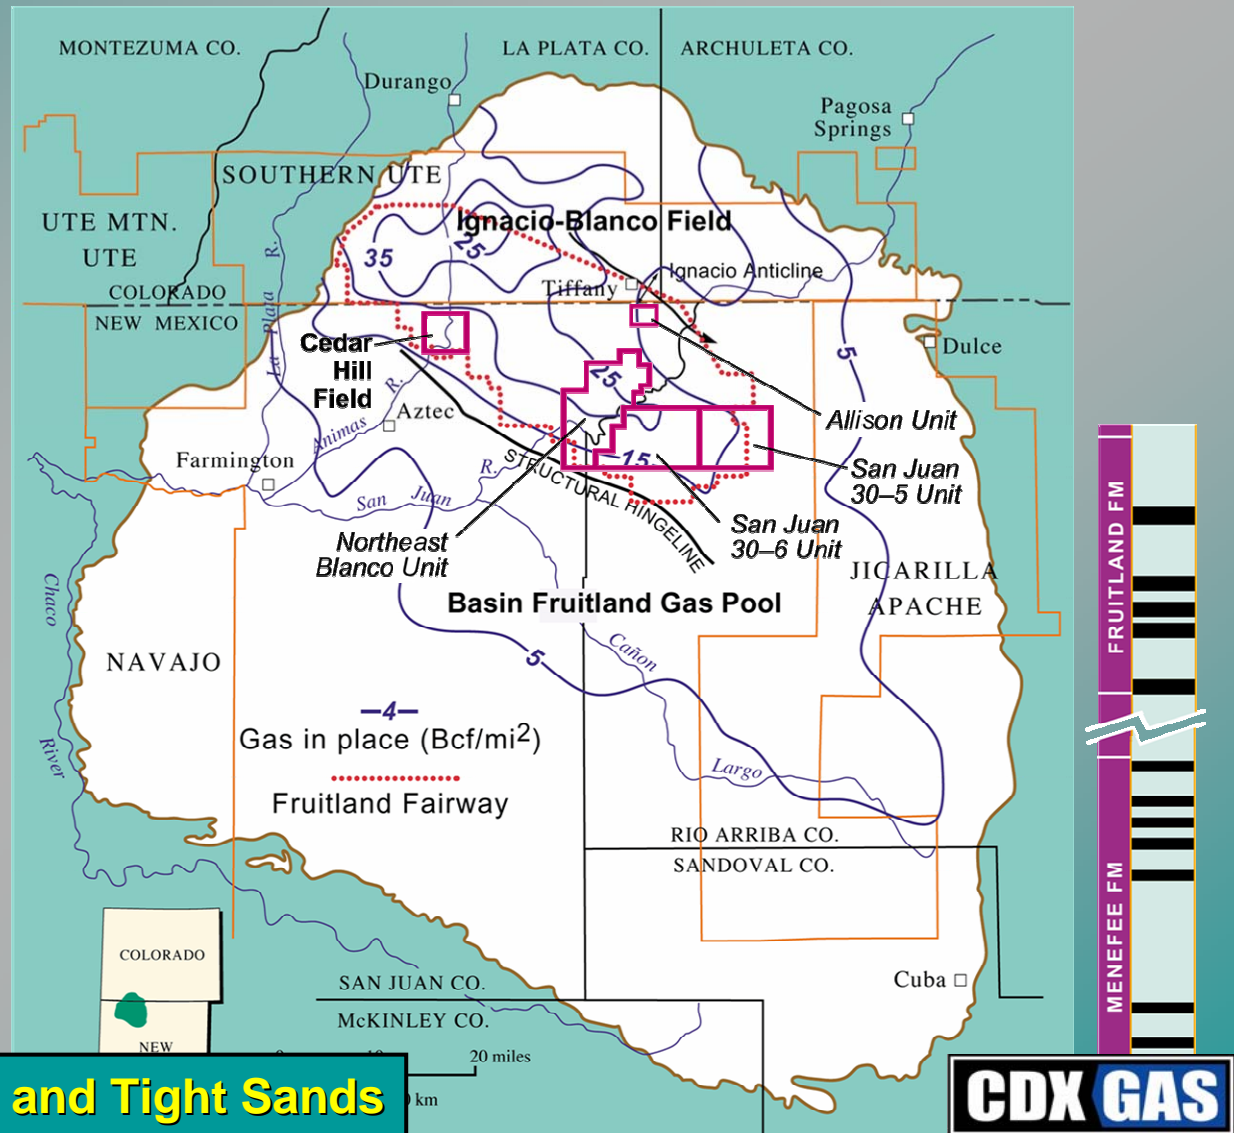 MONTEZUMA CO.
LA PLATA CO.
ARCHULETA CO.
Durango
Pagosa
Springs
SOUTHERN UTE
UTE MTN.
UTE
Ignacio-Blanco Field
35
25
Ignacio Anticline
Tiffany
La Plata R.
COLORADO
NEW MEXICO
Cedar
Hill
Field
5
Dulce
25
R.
Aztec
Animas
Allison Unit
Farmington
15
San Juan
30–5 Unit
STRUCTURAL HINGELINE
R.
San Juan
San Juan
30–6 Unit
Northeast
Blanco Unit
JICARILLA
APACHE
Chaco
River
Basin Fruitland Gas Pool
Cañon
Largo
NAVAJO
5
4
Gas in place (Bcf/mi2)
Fruitland Fairway
RIO ARRIBA CO.
SANDOVAL CO.
Cuba
SAN JUAN CO.
McKINLEY CO.
COLORADO
NEW
20 miles
km
FRUITLAND FM
MENEFEE FM
and Tight Sands
CDX GAS